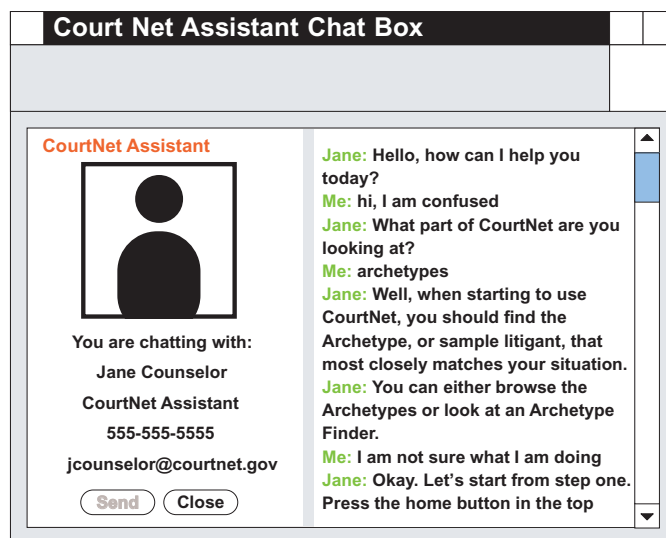 Court Net Assistant Chat Box
CourtNet Assistant
You are chatting with:
Jane Counselor
CourtNet Assistant
555-555-5555
jcounselor@courtnet.gov
Send
Close
Jane: Hello, how can I help you
today?
Me: hi, I am confused
Jane: What part of CourtNet are you
looking at?
Me: archetypes
Jane: Well, when starting to use
CourtNet, you should find the
Archetype, or sample litigant, that
most closely matches your situation.
Jane: You can either browse the
Archetypes or look at an Archetype
Finder.
Me: I am not sure what I am doing
Jane: Okay. Let’s start from step one.
Press the home button in the top